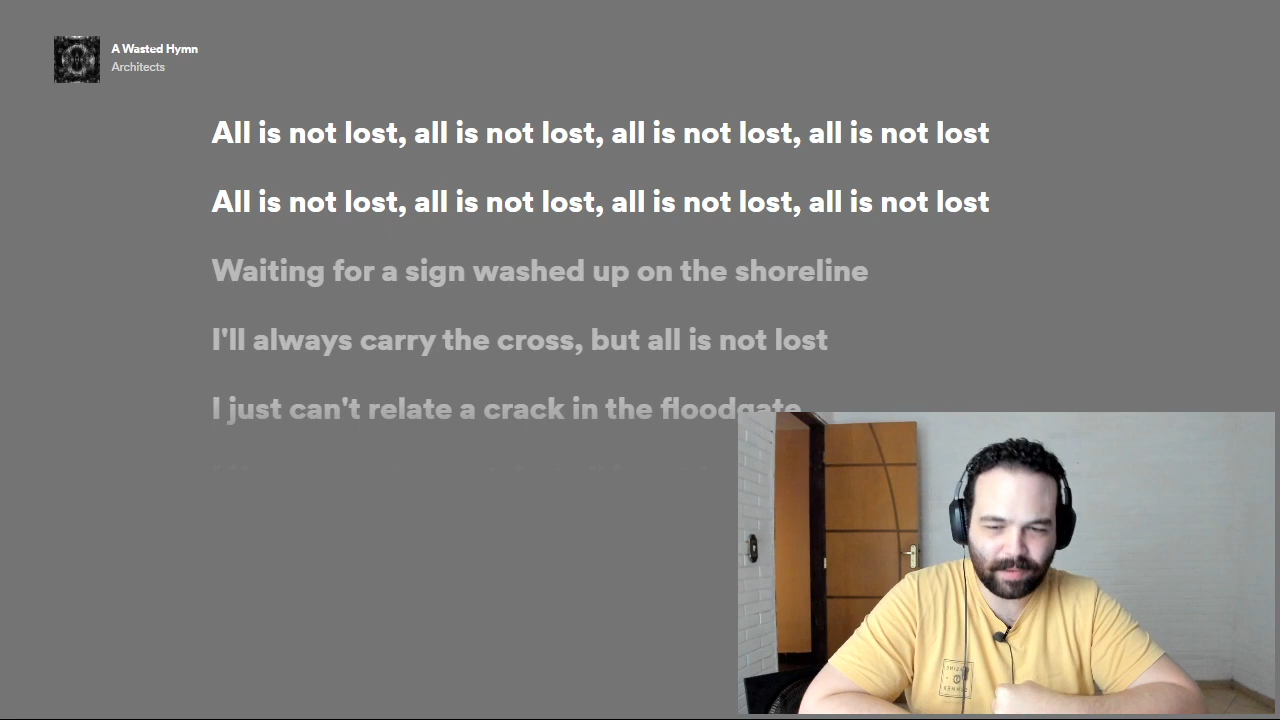 A Wasted Hymn
Architects
All is not lost, all is not lost, all is not lost, all is not lost
All is not lost, all is not lost, all is not lost, all is not lost
Waiting for a sign washed up on the shoreline
I'll always carry the cross, but all is not lost
I just can't relate a crack in the floodgate